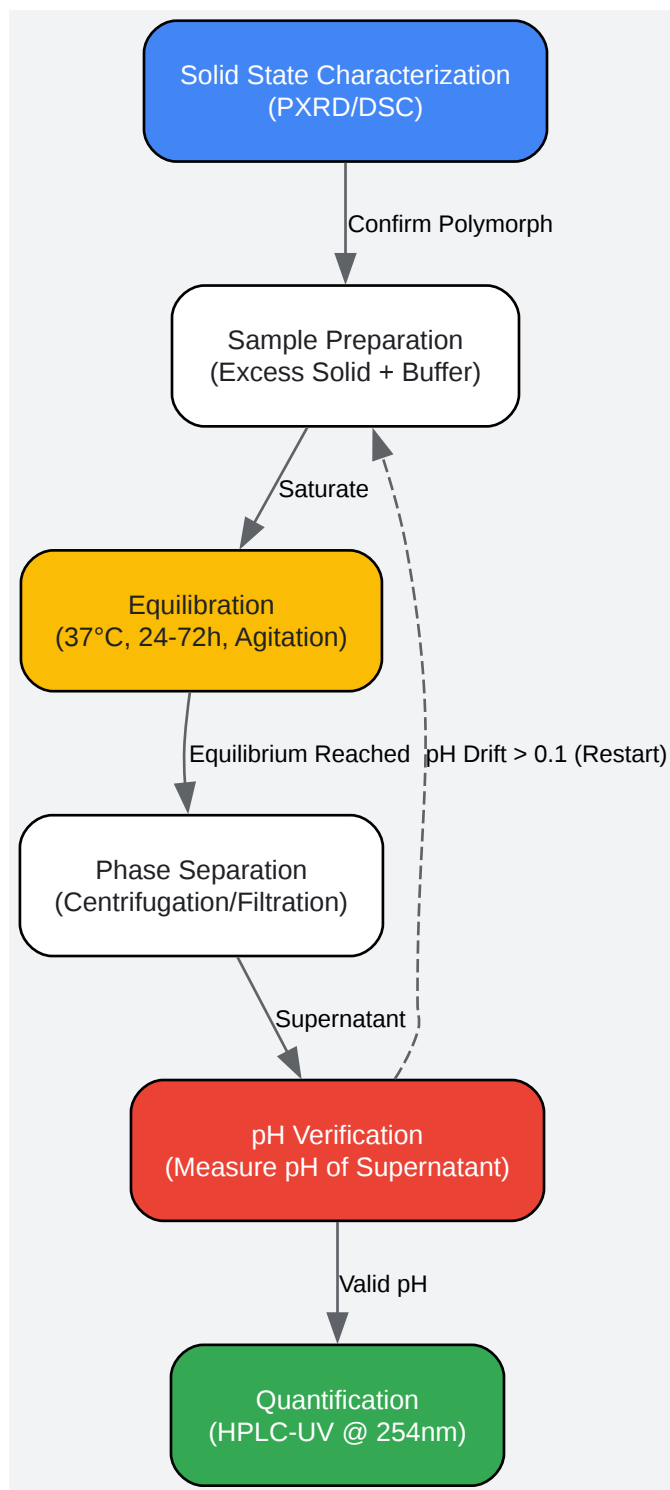 Solid State Characterization
(PXRD/DSC)
Confirm Polymorph
Sample Preparation
(Excess Solid + Buffer)
Saturate
Equilibration
(37°C, 24-72h, Agitation)
Equilibrium Reached
pH Drift > 0.1 (Restart)
Phase Separation
(Centrifugation/Filtration)
Supernatant
pH Verification
(Measure pH of Supernatant)
Valid pH
Quantification
(HPLC-UV @ 254nm)